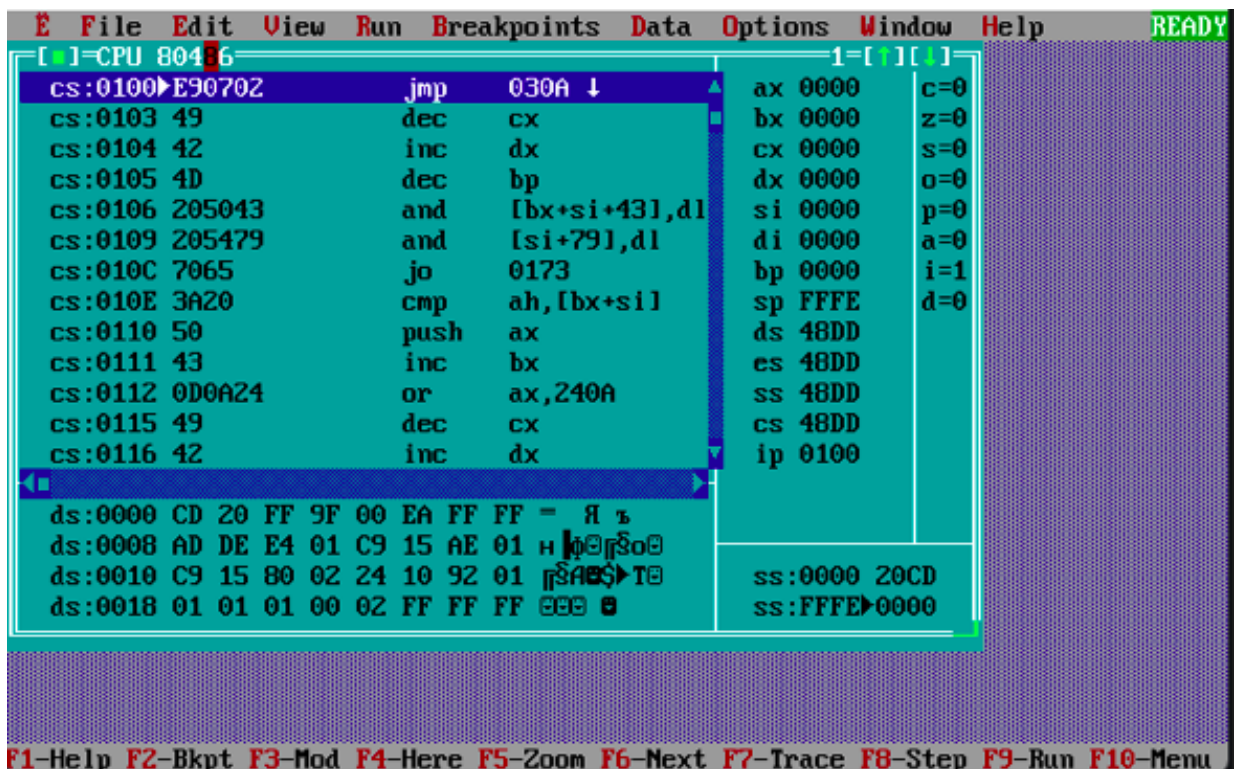 Ë File Edit View Run Breakpoints Data Options Window Help READY
[■]=CPU 80486 1=[↑][↓]
cs:0100►E90702 jmp 030A ↓ ax 0000 c=0
cs:0103 49 dec cx bx 0000 z=0
cs:0104 42 inc dx cx 0000 s=0
cs:0105 4D dec bp dx 0000 o=0
cs:0106 205043 and [bx+si+43],dl si 0000 p=0
cs:0109 205479 and [si+79],dl di 0000 a=0
cs:010C 7065 jo 0173 bp 0000 i=1
cs:010E 3A20 cmp ah,[bx+si] sp FFFE d=0
cs:0110 50 push ax ds 48DD
cs:0111 43 inc bx es 48DD
cs:0112 0D0A24 or ax,240A ss 48DD
cs:0115 49 dec cx cs 48DD
cs:0116 42 inc dx ip 0100
ds:0000 CD 20 FF 9F 00 EA FF FF = Я ъ
ds:0008 AD DE E4 01 C9 15 AE 01 н▐ф☺╔§о☺
ds:0010 C9 15 80 02 24 10 92 01 ╔§А☻$►Т☺ ss:0000 20CD
ds:0018 01 01 01 00 02 FF FF FF ☺☺☺ ☻ ss:FFFE►0000
F1-Help F2-Bkpt F3-Mod F4-Here F5-Zoom F6-Next F7-Trace F8-Step F9-Run F10-Menu